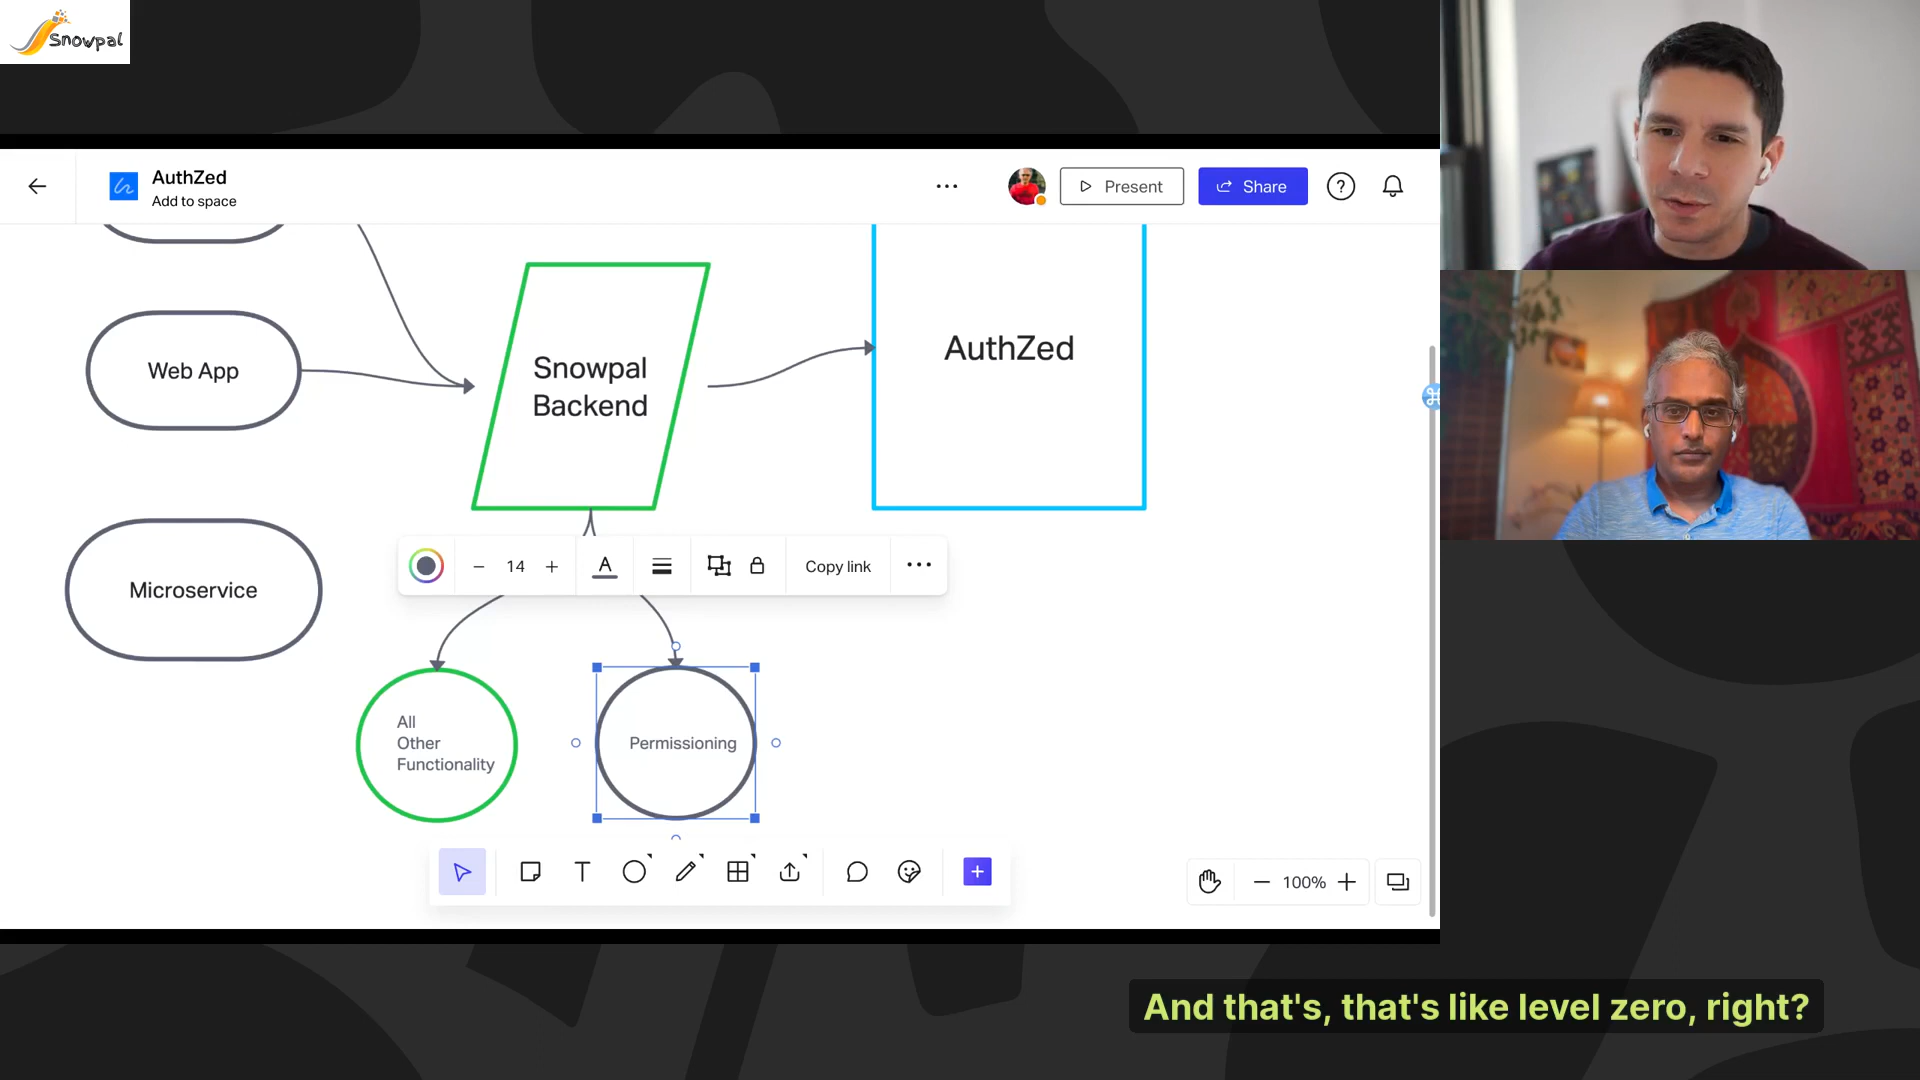 Snowpal
AuthZed
Add to space
Present
Share
Web App
Snowpal
Backend
AuthZed
Microservice
14
A
Copy link
All
Other
Functionality
Permissioning
100%
And that's, that's like level zero, right?